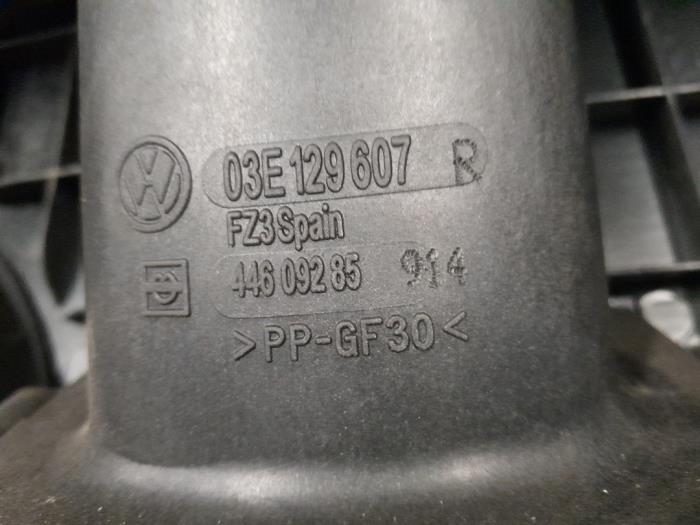 03E 129 607 R
FZ3 Spain
446 092 85 914
>PP-GF30<